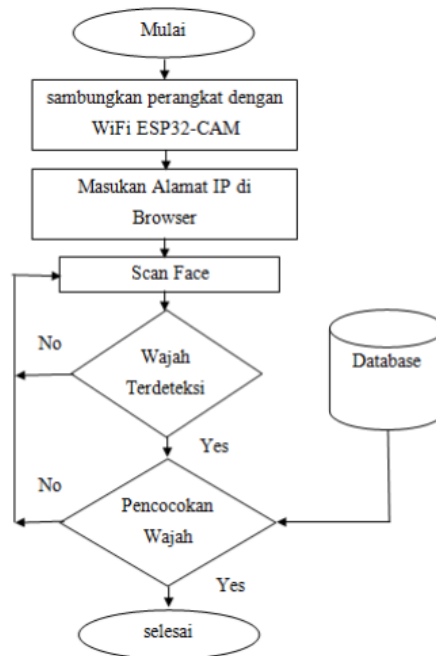 Mulai
sambungkan perangkat dengan
WiFi ESP32-CAM
Masukan Alamat IP di
Browser
Scan Face
No
Wajah
Terdeteksi
Database
Yes
No
Pencocokan
Wajah
Yes
selesai